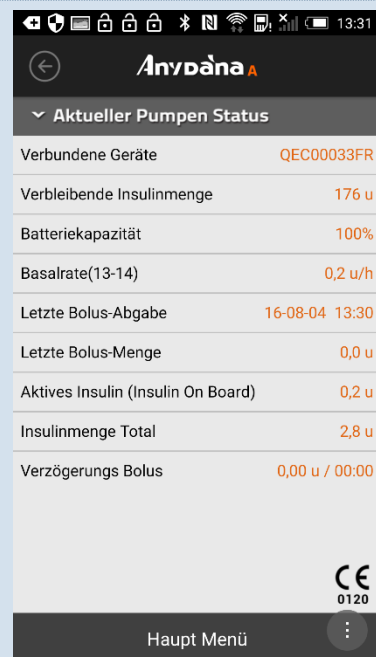 13:31
AnyDana A
Aktueller Pumpen Status
Verbundene Geräte QEC00033FR
Verbleibende Insulinmenge 176 u
Batteriekapazität 100%
Basalrate(13-14) 0,2 u/h
Letzte Bolus-Abgabe 16-08-04 13:30
Letzte Bolus-Menge 0,0 u
Aktives Insulin (Insulin On Board) 0,2 u
Insulinmenge Total 2,8 u
Verzögerungs Bolus 0,00 u / 00:00
CE
0120
Haupt Menü